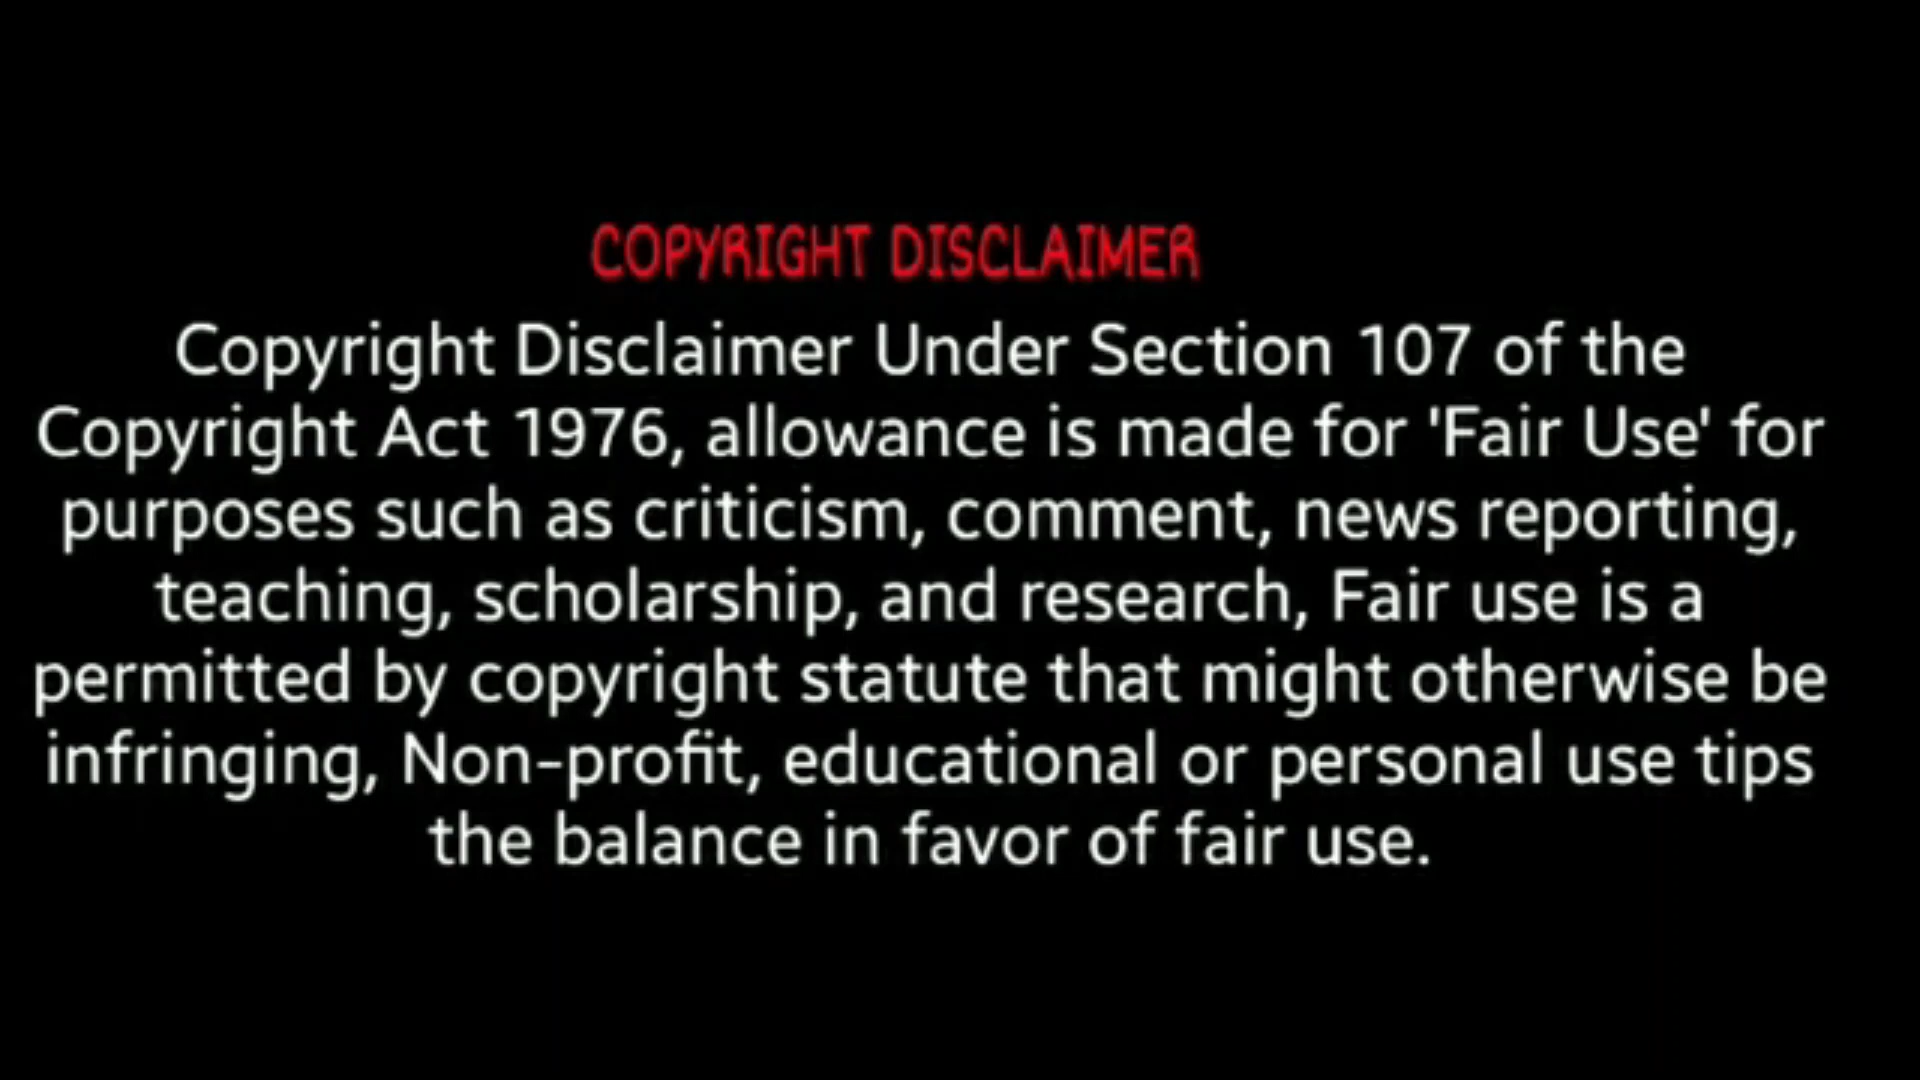 COPYRIGHT DISCLAIMER
Copyright Disclaimer Under Section 107 of the
Copyright Act 1976, allowance is made for 'Fair Use' for
purposes such as criticism, comment, news reporting,
teaching, scholarship, and research, Fair use is a
permitted by copyright statute that might otherwise be
infringing, Non-profit, educational or personal use tips
the balance in favor of fair use.